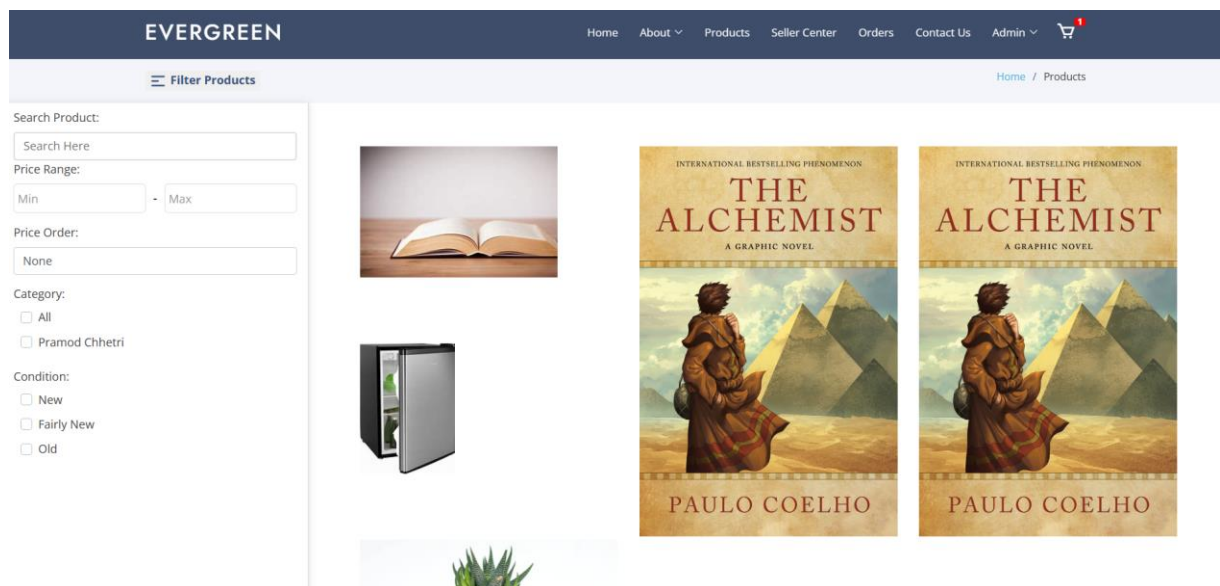 EVERGREEN
Home About Products Seller Center Orders Contact Us Admin 1
Filter Products
Home / Products
Search Product:
Search Here
Price Range:
Min - Max
Price Order:
None
Category:
All
Pramod Chhetri
Condition:
New
Fairly New
Old
INTERNATIONAL BESTSELLING PHENOMENON
THE
ALCHEMIST
A GRAPHIC NOVEL
PAULO COELHO
INTERNATIONAL BESTSELLING PHENOMENON
THE
ALCHEMIST
A GRAPHIC NOVEL
PAULO COELHO